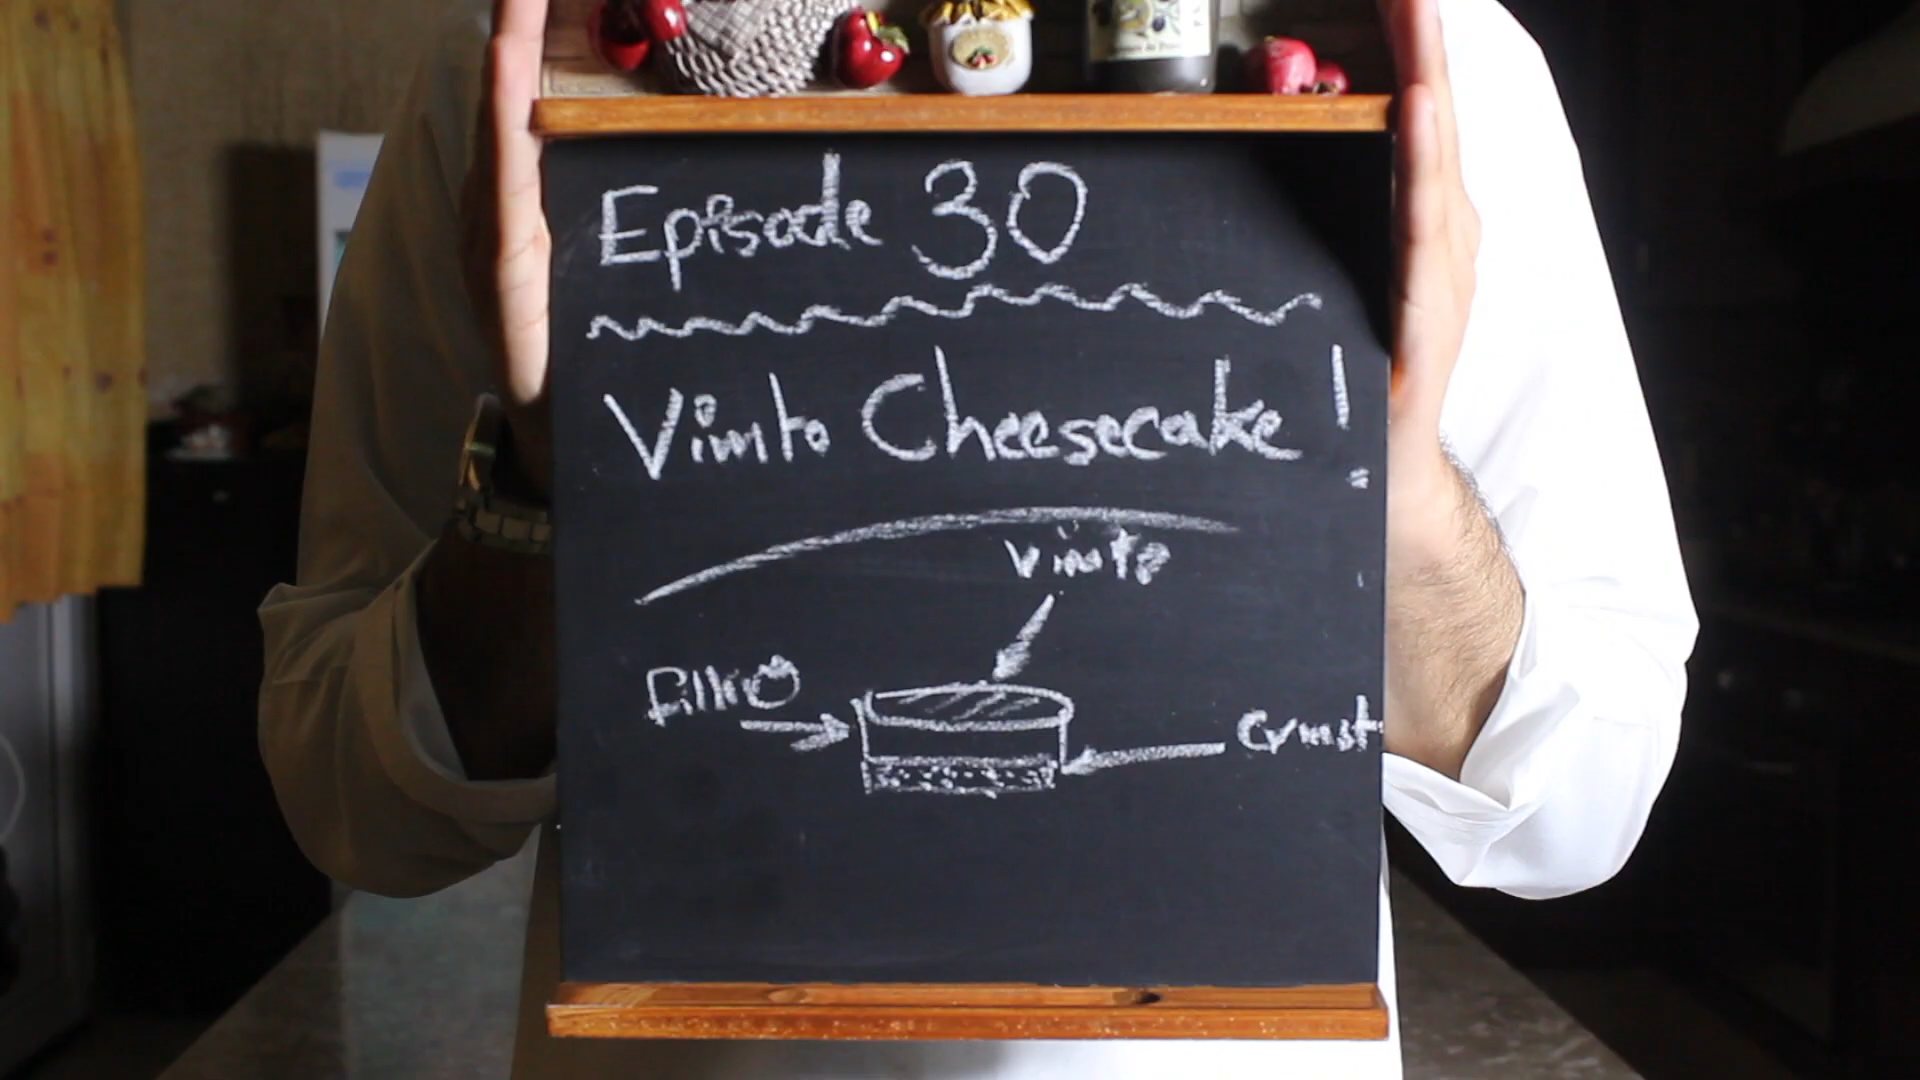 Episode 30
Vimto Cheesecake!
Vimto
filling
crust